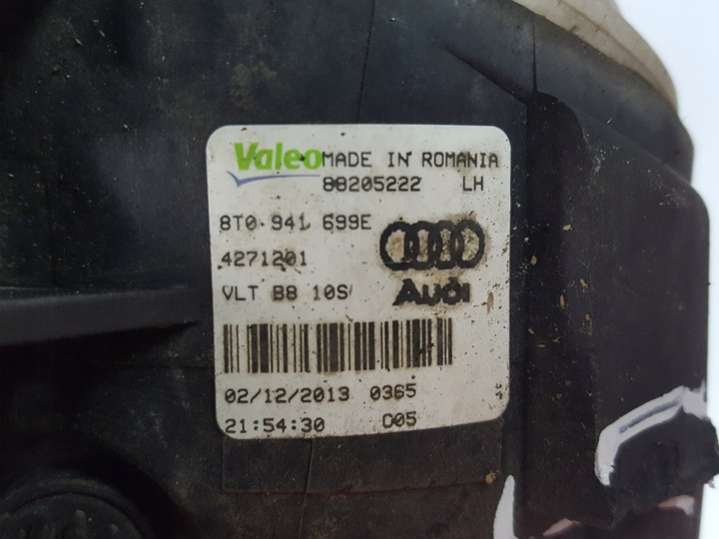 Valeo MADE IN ROMANIA
88205222 LH
8T0 941 699E
4271201
VLT B8 10S
Audi
02/12/2013 0365
21:54:30 C05